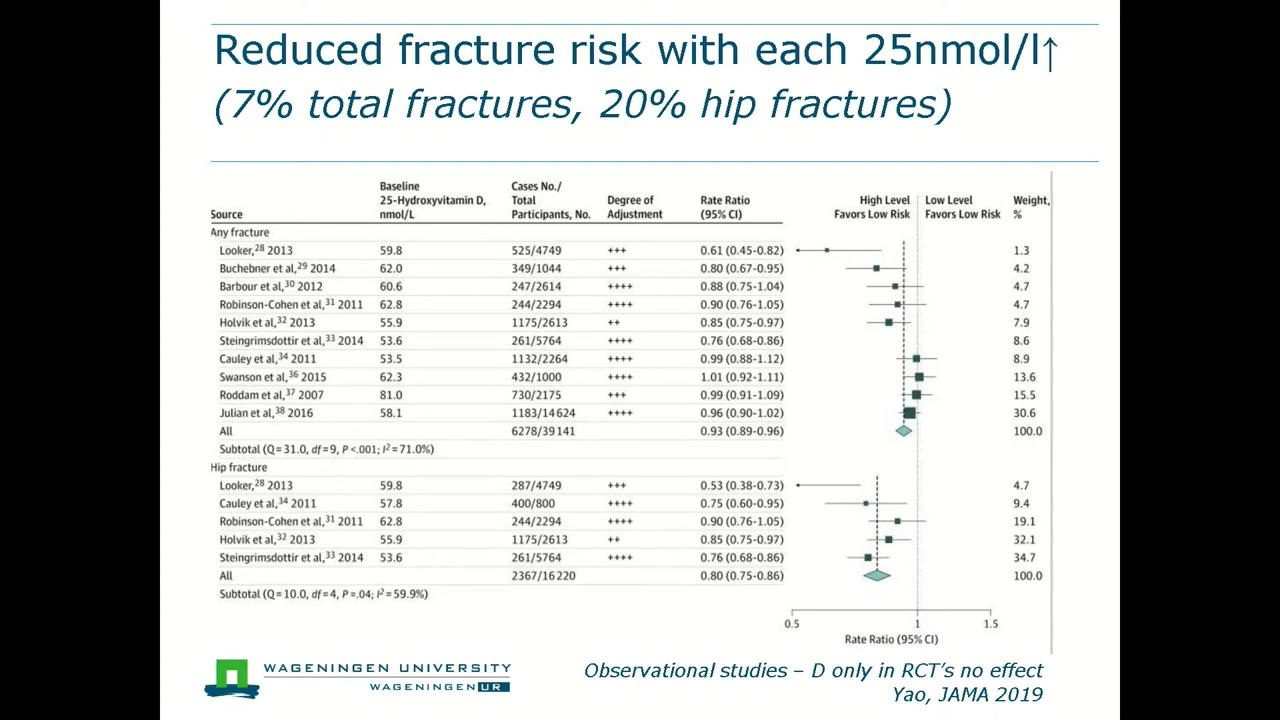 Reduced fracture risk with each 25nmol/l↑
(7% total fractures, 20% hip fractures)
Source Baseline 25-Hydroxyvitamin D, nmol/L Cases No./ Total Participants, No. Degree of Adjustment Rate Ratio (95% CI) High Level Favors Low Risk Low Level Favors Low Risk Weight, %
Any fracture
Looker,28 2013 59.8 525/4749 +++ 0.61 (0.45-0.82) 1.3
Buchebner et al,29 2014 62.0 349/1044 +++ 0.80 (0.67-0.95) 4.2
Barbour et al,30 2012 60.6 247/2614 ++++ 0.88 (0.75-1.04) 4.7
Robinson-Cohen et al,31 2011 62.8 244/2294 ++++ 0.90 (0.76-1.05) 4.7
Holvik et al,32 2013 55.9 1175/2613 ++ 0.85 (0.75-0.97) 7.9
Steingrimsdottir et al,33 2014 53.6 261/5764 ++++ 0.76 (0.68-0.86) 8.6
Cauley et al,34 2011 53.5 1132/2264 ++++ 0.99 (0.88-1.12) 8.9
Swanson et al,36 2015 62.3 432/1000 ++++ 1.01 (0.92-1.11) 13.6
Roddam et al,37 2007 81.0 730/2175 +++ 0.99 (0.91-1.09) 15.5
Julian et al,38 2016 58.1 1183/14 624 ++++ 0.96 (0.90-1.02) 30.6
All 6278/39 141 0.93 (0.89-0.96) 100.0
Subtotal (Q = 31.0, df = 9, P <.001; I2 = 71.0%)
Hip fracture
Looker,28 2013 59.8 287/4749 +++ 0.53 (0.38-0.73) 4.7
Cauley et al,34 2011 57.8 400/800 ++++ 0.75 (0.60-0.95) 9.4
Robinson-Cohen et al,31 2011 62.8 244/2294 ++++ 0.90 (0.76-1.05) 19.1
Holvik et al,32 2013 55.9 1175/2613 ++ 0.85 (0.75-0.97) 32.1
Steingrimsdottir et al,33 2014 53.6 261/5764 ++++ 0.76 (0.68-0.86) 34.7
All 2367/16 220 0.80 (0.75-0.86) 100.0
Subtotal (Q = 10.0, df = 4, P = .04; I2 = 59.9%)
0.5 1 1.5
Rate Ratio (95% CI)
WAGENINGEN UNIVERSITY
WAGENINGEN UR
Observational studies – D only in RCT's no effect
Yao, JAMA 2019